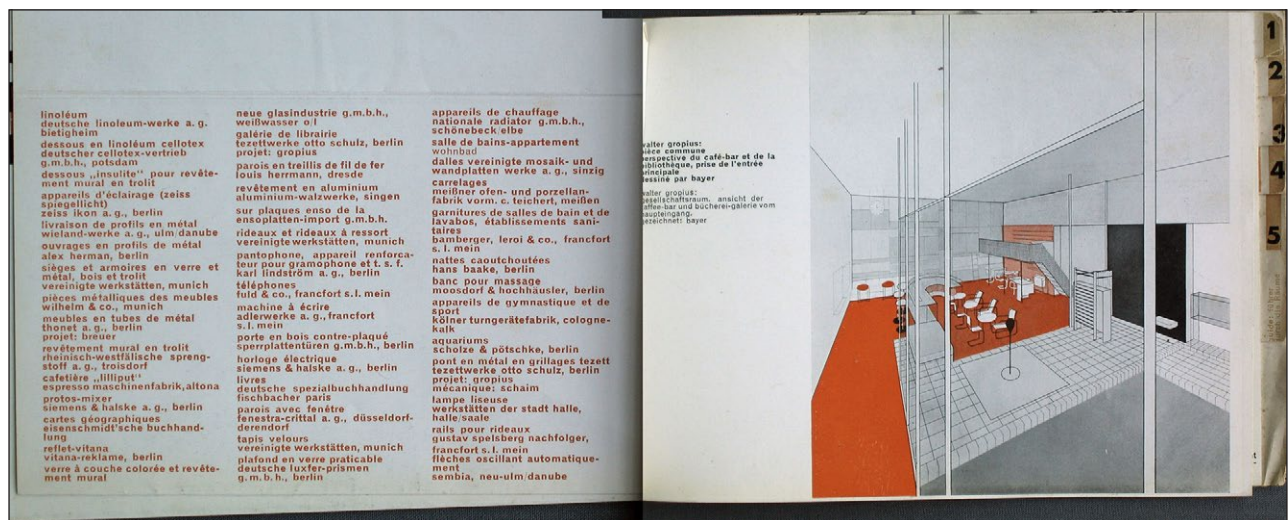 linoléum
deutsche linoleum-werke a. g.
bietigheim
dessous en linoléum cellotex
deutscher cellotex-vertrieb
g.m.b.h., potsdam
dessous „insulite“ pour revête-
ment mural en trolit
appareils d'éclairage (zeiss
spiegellicht)
zeiss ikon a. g., berlin
livraison de profils en métal
wieland-werke a. g., ulm/danube
ouvrages en profils de métal
alex herman, berlin
sièges et armoires en verre et
métal, bois et trolit
vereinigte werkstätten, munich
pièces métalliques des meubles
wilhelm & co., munich
meubles en tubes de métal
thonet a. g., berlin
projet: breuer
revêtement mural en trolit
rheinisch-westfälische spreng-
stoff a. g., troisdorf
cafetière „lilliput“
espresso maschinenfabrik, altona
protos-mixer
siemens & halske a. g., berlin
cartes géographiques
eisenschmidt'sche buchhand-
lung
reflet-vitana
vitana-reklame, berlin
verre à couche colorée et revête-
ment mural
neue glasindustrie g.m.b.h.,
weißwasser o/l
galérie de librairie
tezettwerke otto schulz, berlin
projet: gropius
parois en treillis de fil de fer
louis herrmann, dresde
revêtement en aluminium
aluminium-walzwerke, singen
sur plaques enso de la
ensoplatten-import g.m.b.h.
rideaux et rideaux à ressort
vereinigte werkstätten, munich
pantophone, appareil renforca-
teur pour gramophone et t. s. f.
karl lindström a. g., berlin
téléphones
fuld & co., francfort s. l. mein
machine à écrire
adlerwerke a. g., francfort
s. l. mein
porte en bois contre-plaqué
sperrplattentüren g.m.b.h., berlin
horloge électrique
siemens & halske a. g., berlin
livres
deutsche spezialbuchhandlung
fischbacher paris
parois avec fenêtre
fenestra-crittal a. g., düsseldorf-
derendorf
tapis velours
vereinigte werkstätten, munich
plafond en verre praticable
deutsche luxfer-prismen
g.m.b.h., berlin
appareils de chauffage
nationale radiator g.m.b.h.,
schönebeck/elbe
salle de bains-appartement
wohnbad
dalles vereinigte mosaik- und
wandplatten werke a. g., sinzig
carrelages
meißner ofen- und porzellan-
fabrik vorm. c. teichert, meißen
garnitures de salles de bain et de
lavabos, établissements sani-
taires
bamberger, leroi & co., francfort
s. l. mein
nattes caoutchoutées
hans baake, berlin
banc pour massage
moosdorf & hochhäusler, berlin
appareils de gymnastique et de
sport
kölner turngerätefabrik, cologne-
kalk
aquariums
scholze & pötschke, berlin
pont en métal en grillages tezett
tezettwerke otto schulz, berlin
projet: gropius
mécanique: schaim
lampe liseuse
werkstätten der stadt halle,
halle/saale
rails pour rideaux
gustav spelsberg nachfolger,
francfort s. l. mein
flèches oscillant automatique-
ment
sembia, neu-ulm/danube
walter gropius:
pièce commune
perspective du café-bar et de la
bibliothèque, prise de l'entrée
principale
dessiné par bayer
walter gropius:
gesellschaftsraum, ansicht der
kaffee-bar und bücherei-galerie vom
haupteingang.
gezeichnet: bayer
1
2
3
4
5